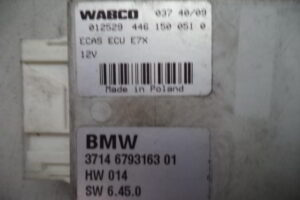 WABCO 037 40/09
012529 446 150 051 0
ECAS ECU E7X
12V
Made in Poland
BMW
3714 6793163 01
HW 014
SW 6.45.0